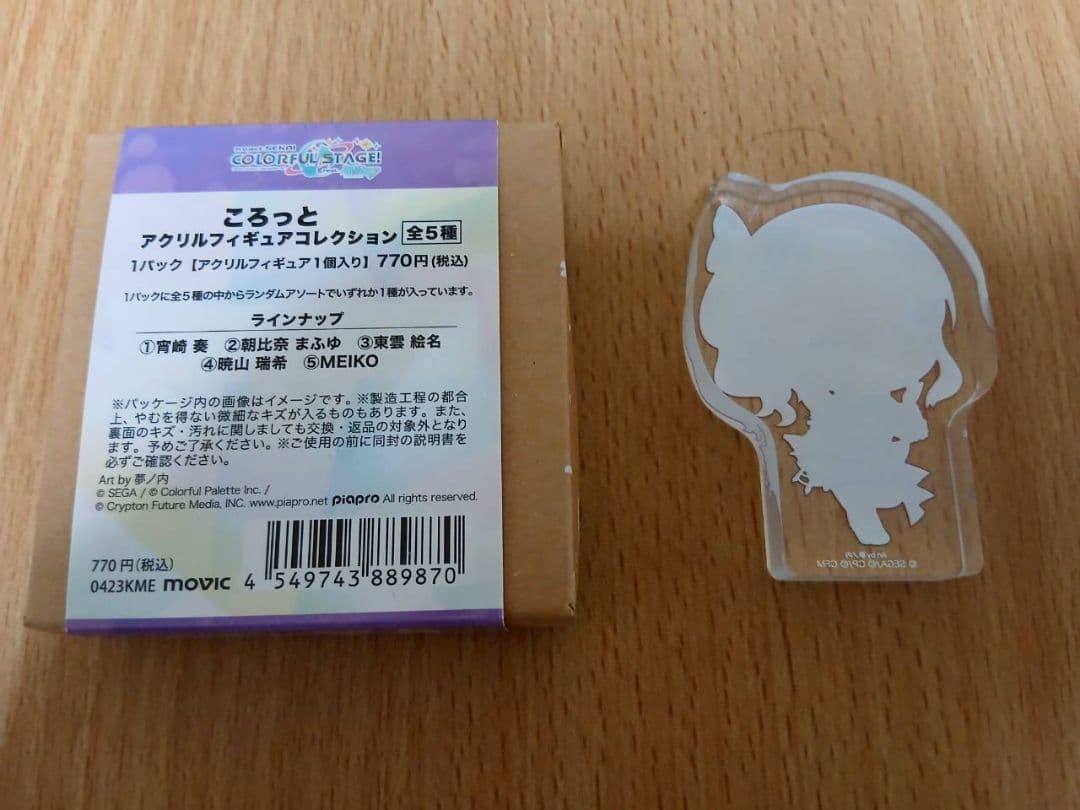 PROJECT SEKAI
COLORFUL STAGE!
ころっと
アクリルフィギュアコレクション 全5種
1パック【アクリルフィギュア1個入り】770円(税込)
1パックに全5種の中からランダムアソートでいずれか1種が入っています。
ラインナップ
①宵崎 奏 ②朝比奈 まふゆ ③東雲 絵名
④暁山 瑞希 ⑤MEIKO
※パッケージ内の画像はイメージです。※製造工程の都合
上、やむを得ない微細なキズが入るものもあります。また、
裏面のキズ・汚れに関しましても交換・返品の対象外となり
ます。予めご了承ください。※ご使用の前に同封の説明書を
必ずご確認ください。
Art by 夢ノ内
© SEGA / © Colorful Palette Inc. /
© Crypton Future Media, INC. www.piapro.net piapro All rights reserved.
770円(税込)
0423KME movic
4 549743 889870
Art by 夢ノ内
© SEGA/© CP/© CFM